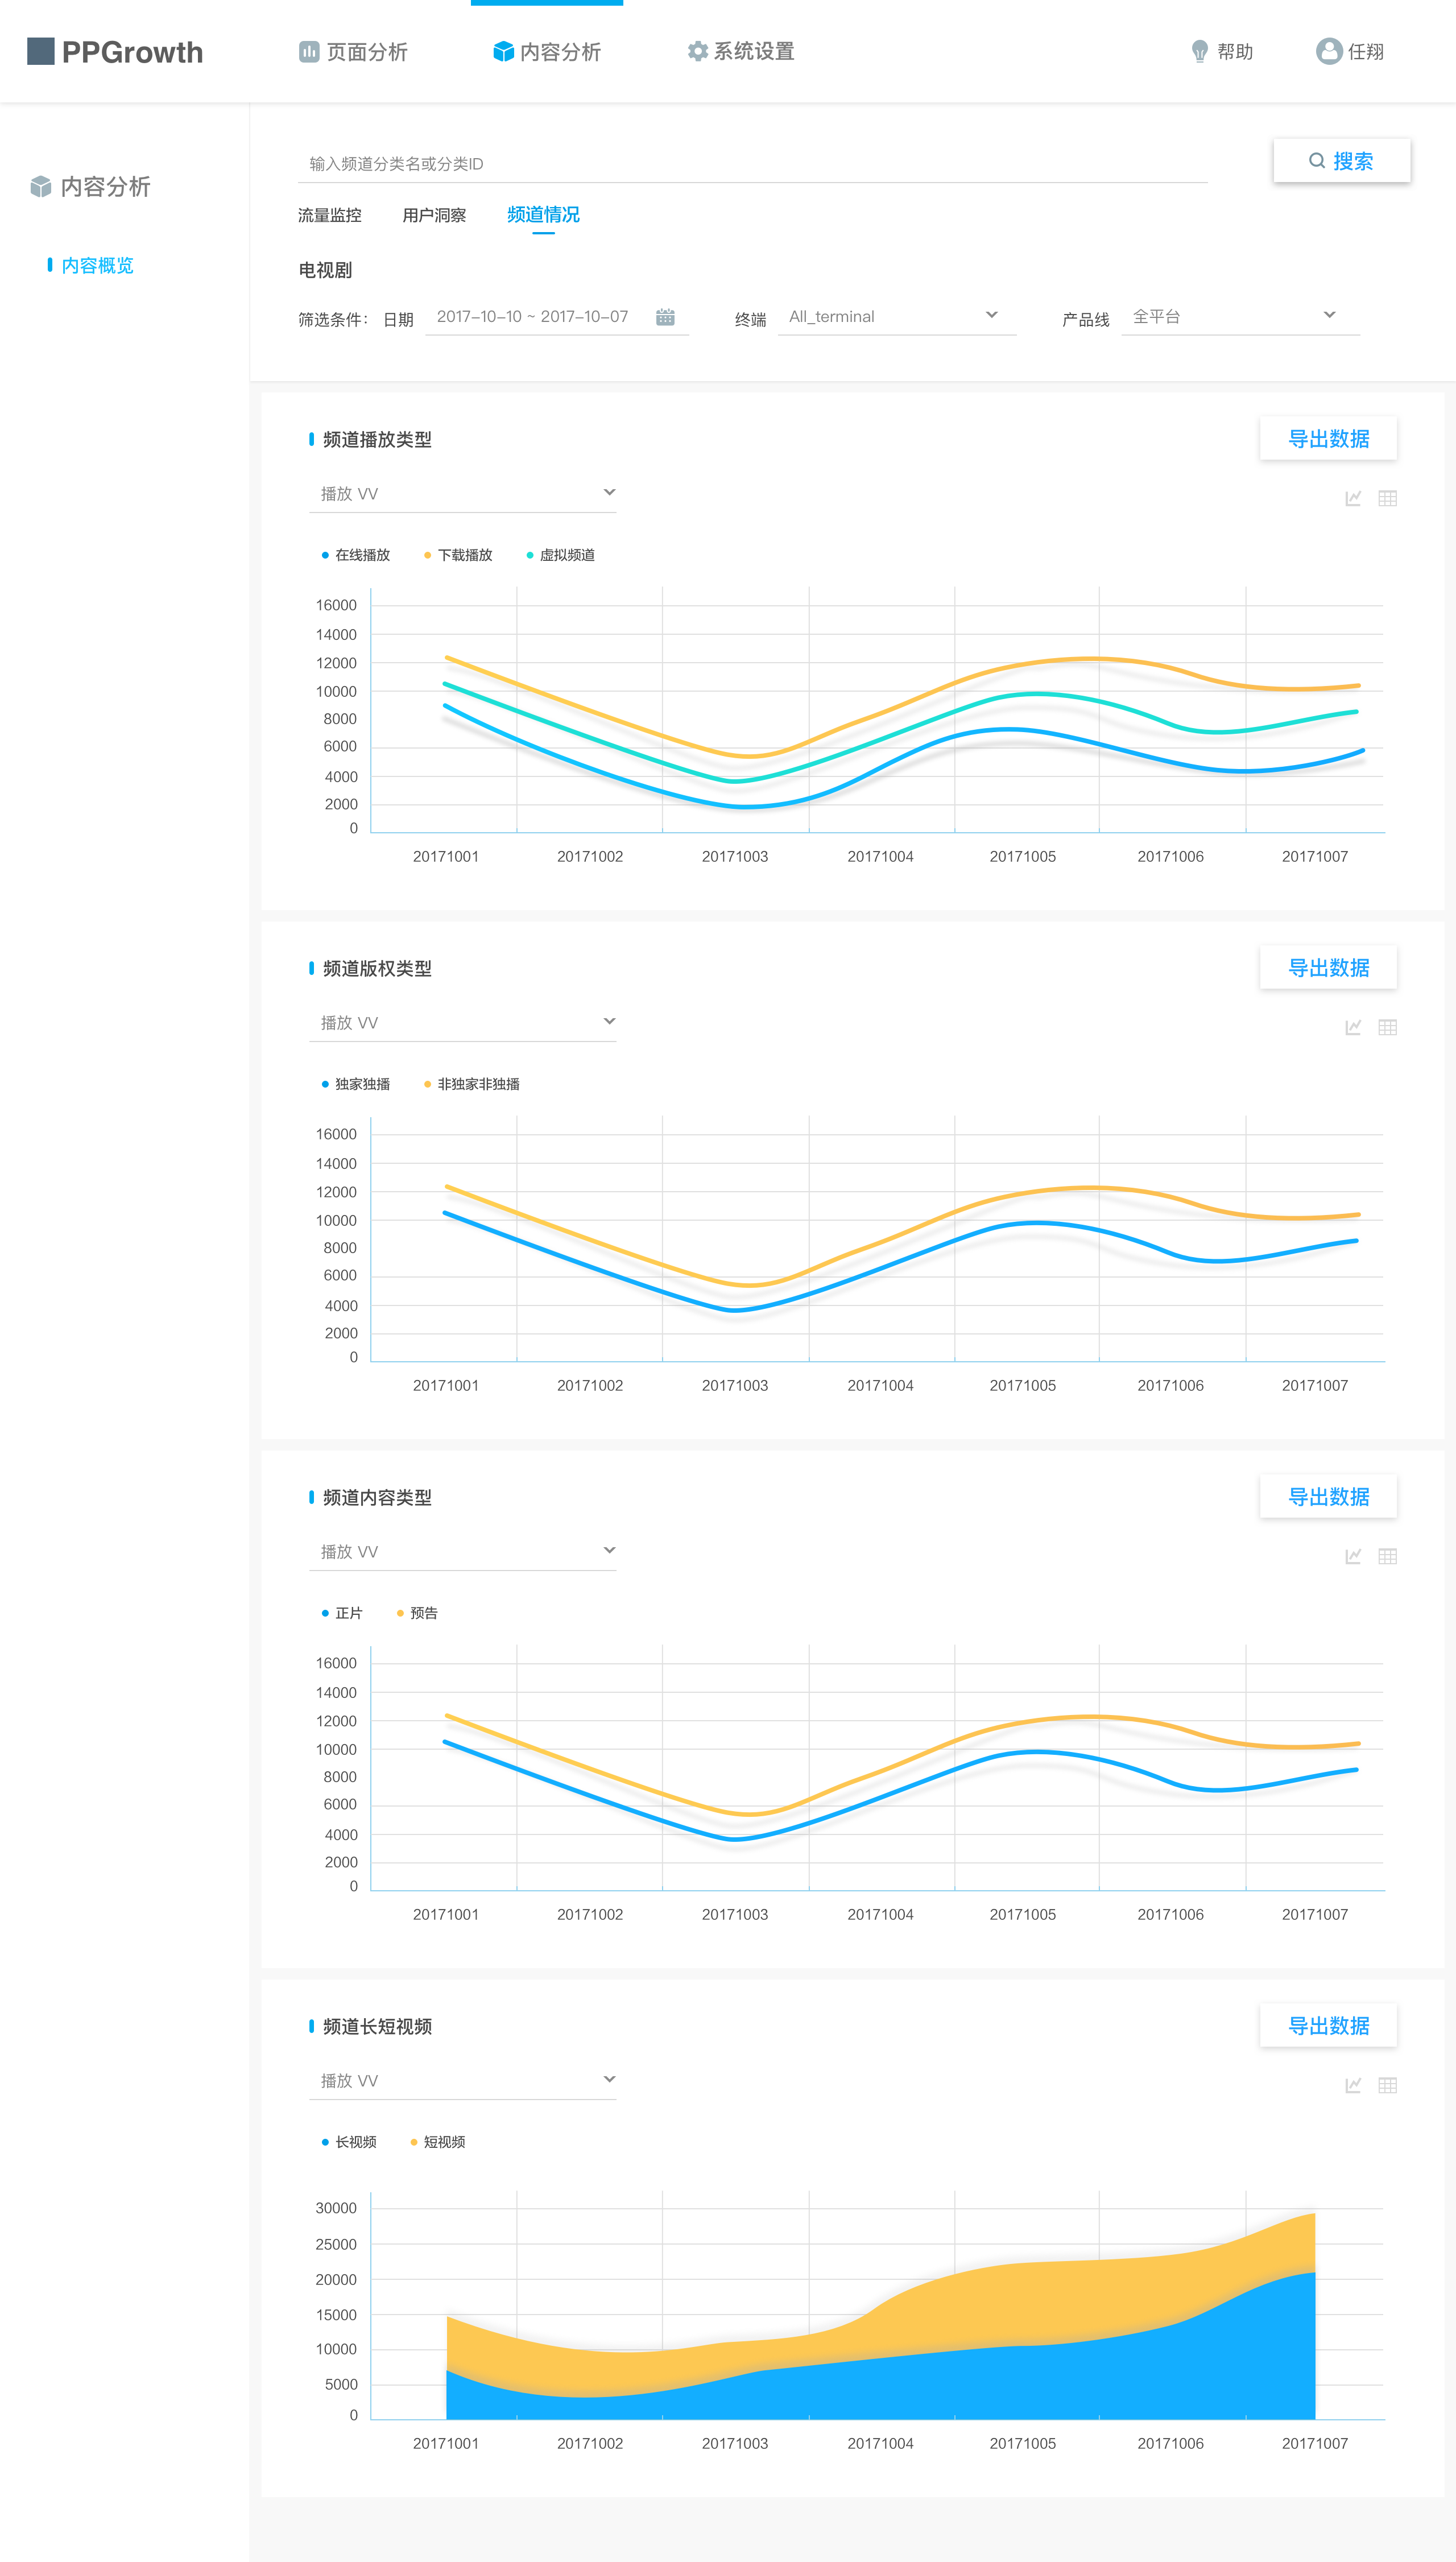 PPGrowth 页面分析 内容分析 系统设置 帮助 任翔
内容分析
内容概览
输入频道分类名或分类ID 搜索
流量监控 用户洞察 频道情况
电视剧
筛选条件： 日期 2017-10-10 ~ 2017-10-07 终端 All_terminal 产品线 全平台
频道播放类型 导出数据
播放 VV
在线播放 下载播放 虚拟频道
16000
14000
12000
10000
8000
6000
4000
2000
0
20171001 20171002 20171003 20171004 20171005 20171006 20171007
频道版权类型 导出数据
播放 VV
独家独播 非独家非独播
16000
14000
12000
10000
8000
6000
4000
2000
0
20171001 20171002 20171003 20171004 20171005 20171006 20171007
频道内容类型 导出数据
播放 VV
正片 预告
16000
14000
12000
10000
8000
6000
4000
2000
0
20171001 20171002 20171003 20171004 20171005 20171006 20171007
频道长短视频 导出数据
播放 VV
长视频 短视频
30000
25000
20000
15000
10000
5000
0
20171001 20171002 20171003 20171004 20171005 20171006 20171007